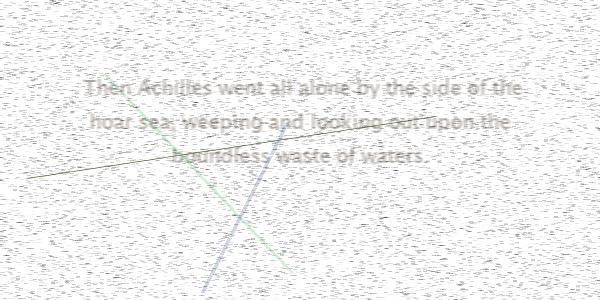 Then Achilles went all alone by the side of the
hoar sea, weeping and looking out upon the
boundless waste of waters.